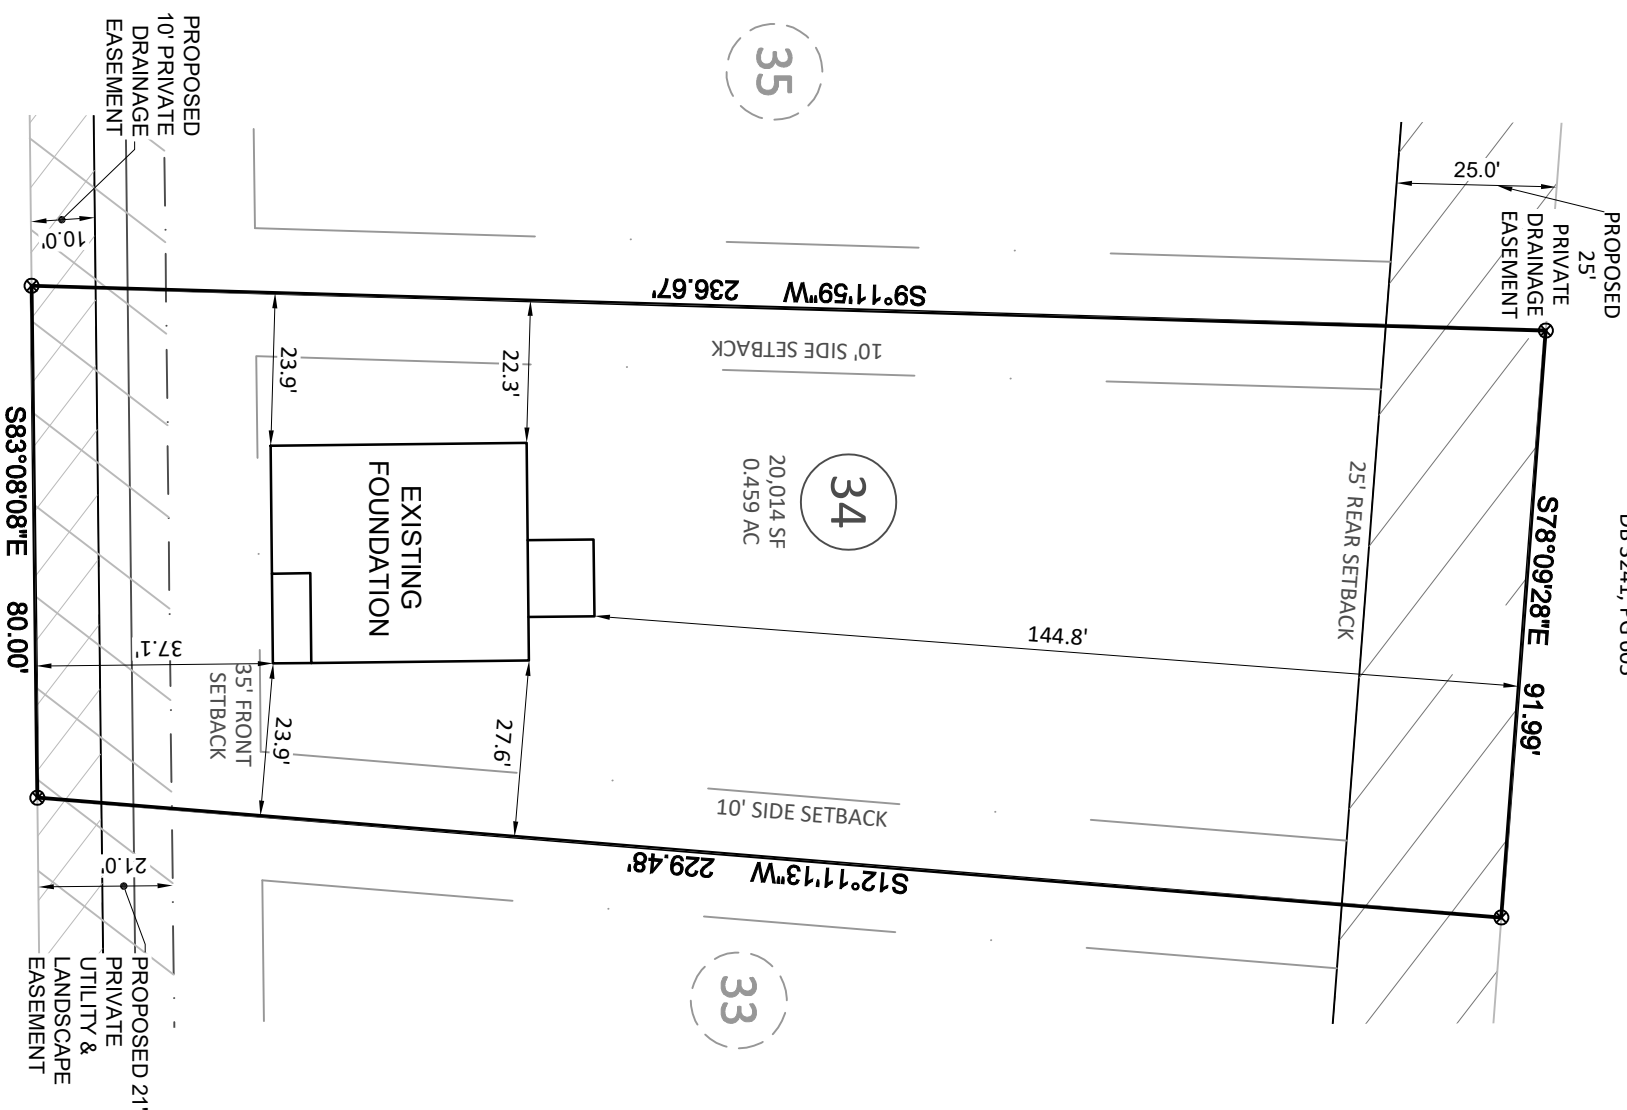 PROPOSED
10' PRIVATE
DRAINAGE
EASEMENT
10.0'
35
25.0'
PROPOSED
25'
PRIVATE
DRAINAGE
EASEMENT
S9°11'59"W 236.67'
10' SIDE SETBACK
23.9'
22.3'
34
20,014 SF
0.459 AC
EXISTING
FOUNDATION
25' REAR SETBACK
S78°09'28"E 91.99'
S83°08'08"E 80.00'
37.1'
35' FRONT
SETBACK
23.9'
27.6'
144.8'
10' SIDE SETBACK
S12°11'13"W 229.48'
21.0'
PROPOSED 21'
PRIVATE
UTILITY &
LANDSCAPE
EASEMENT
33